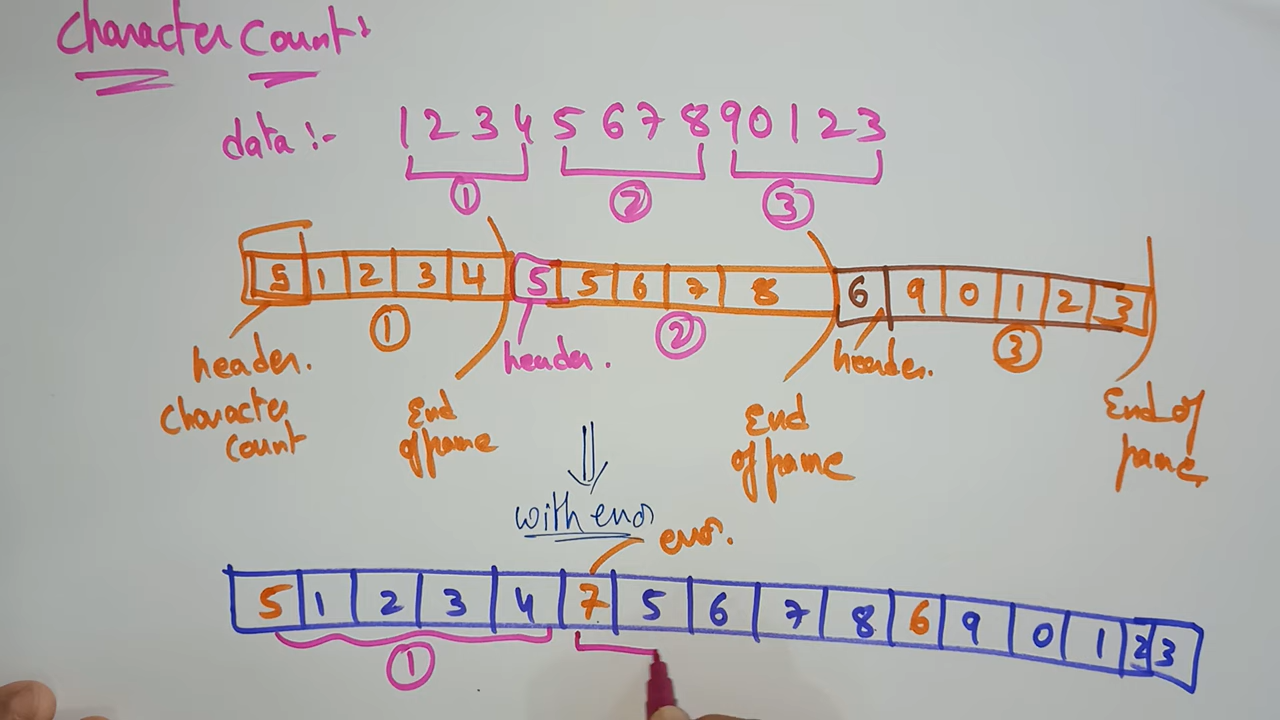 Character Count:
data :- 1 2 3 4 5 6 7 8 9 0 1 2 3
① ② ③
5 1 2 3 4 5 5 6 7 8 6 9 0 1 2 3
① ② ③
header. header. header.
Character
count
End
of frame
End
of frame
End of
frame
with error
error.
5 1 2 3 4 7 5 6 7 8 6 9 0 1 2 3
①